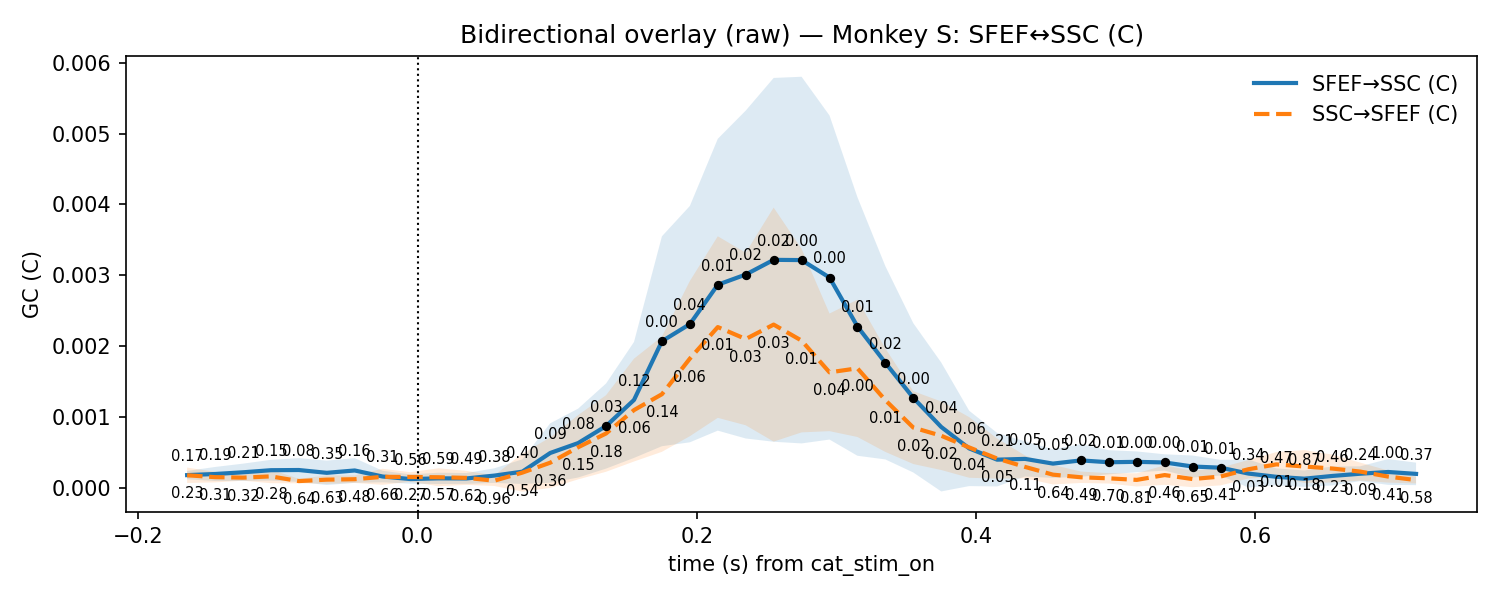 Bidirectional overlay (raw) — Monkey S: SFEF↔SSC (C)
SFEF→SSC (C)
SSC→SFEF (C)
GC (C)
0.006
0.005
0.004
0.003
0.002
0.001
0.000
0.17 0.19 0.21 0.15 0.08 0.35 0.16 0.31 0.56 0.59 0.49 0.38 0.40 0.09 0.08 0.03 0.12 0.00 0.04 0.01 0.02 0.02 0.00 0.00 0.01 0.02 0.00 0.04 0.06 0.21 0.05 0.05 0.02 0.01 0.00 0.00 0.01 0.01 0.34 0.47 0.87 0.46 0.24 1.00 0.37
0.23 0.31 0.32 0.28 0.64 0.63 0.48 0.66 0.27 0.57 0.62 0.96 0.54 0.36 0.15 0.18 0.06 0.14 0.06 0.01 0.03 0.03 0.01 0.04 0.00 0.01 0.02 0.02 0.04 0.05 0.11 0.64 0.49 0.70 0.81 0.46 0.65 0.41 0.03 0.01 0.18 0.23 0.09 0.41 0.58
−0.2 0.0 0.2 0.4 0.6
time (s) from cat_stim_on